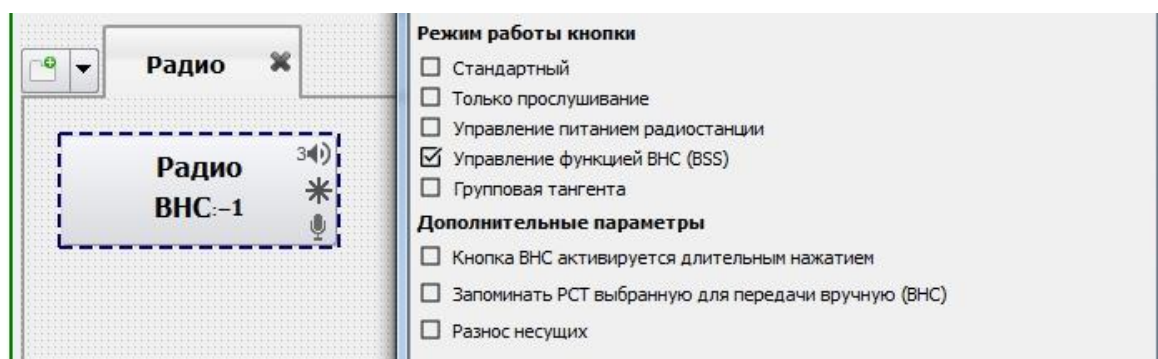 Радио
Радио
ВНС:-1
3
Режим работы кнопки
Стандартный
Только прослушивание
Управление питанием радиостанции
Управление функцией ВНС (BSS)
Групповая тангента
Дополнительные параметры
Кнопка ВНС активируется длительным нажатием
Запоминать РСТ выбранную для передачи вручную (ВНС)
Разнос несущих